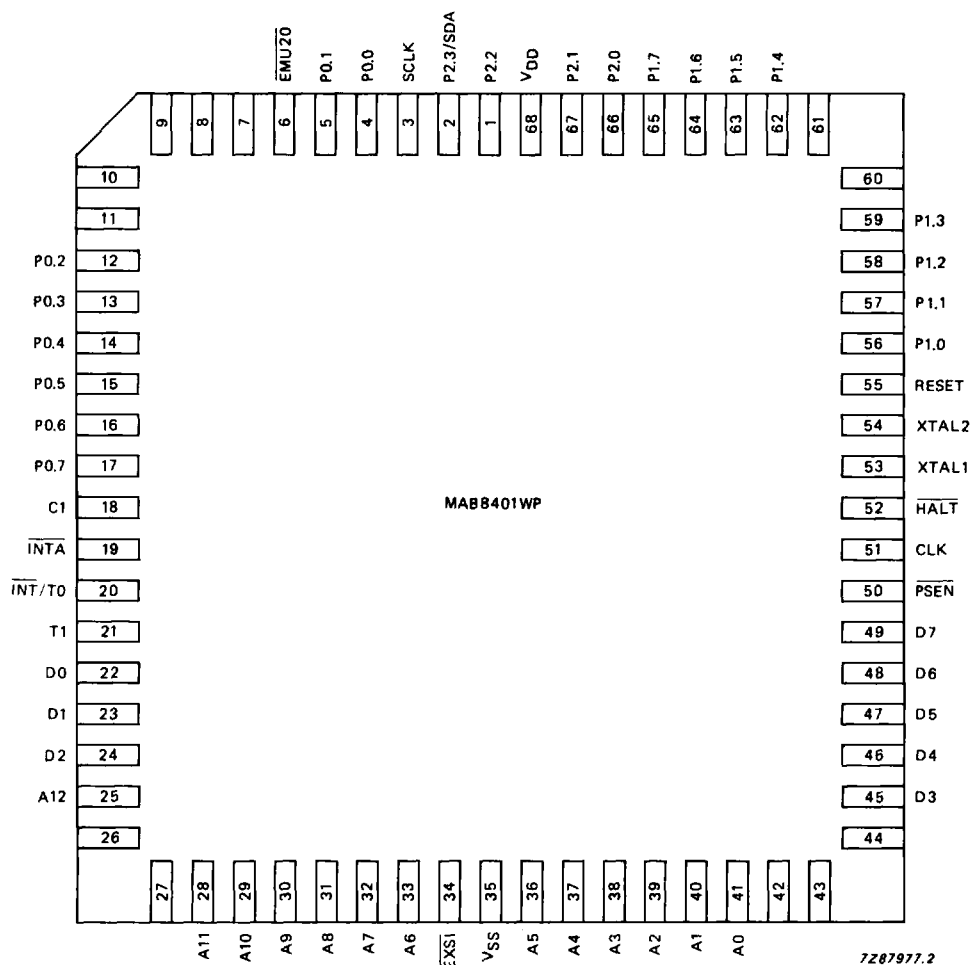 EMU20 P0.1 P0.0 SCLK P2.3/SDA P2.2 VDD P2.1 P2.0 P1.7 P1.6 P1.5 P1.4
9 8 7 6 5 4 3 2 1 68 67 66 65 64 63 62 61
10 60
11 59 P1.3
P0.2 12 58 P1.2
P0.3 13 57 P1.1
P0.4 14 56 P1.0
P0.5 15 55 RESET
P0.6 16 54 XTAL2
P0.7 17 53 XTAL1
C1 18 MAB8401WP 52 HALT
INTA 19 51 CLK
INT/T0 20 50 PSEN
T1 21 49 D7
D0 22 48 D6
D1 23 47 D5
D2 24 46 D4
A12 25 45 D3
26 44
27 28 29 30 31 32 33 34 35 36 37 38 39 40 41 42 43
A11 A10 A9 A8 A7 A6 EXSI VSS A5 A4 A3 A2 A1 A0
7Z87977.2